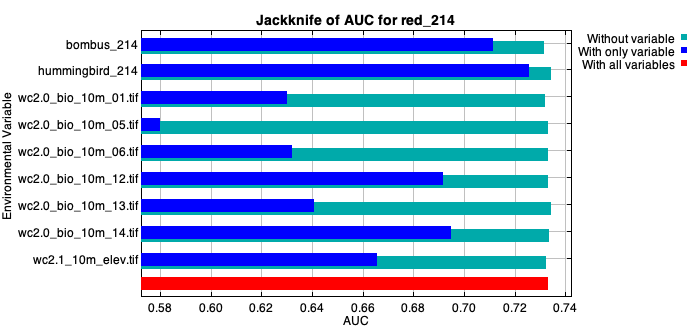 Jackknife of AUC for red_214
Without variable
With only variable
With all variables
Environmental Variable
bombus_214
hummingbird_214
wc2.0_bio_10m_01.tif
wc2.0_bio_10m_05.tif
wc2.0_bio_10m_06.tif
wc2.0_bio_10m_12.tif
wc2.0_bio_10m_13.tif
wc2.0_bio_10m_14.tif
wc2.1_10m_elev.tif
0.58 0.60 0.62 0.64 0.66 0.68 0.70 0.72 0.74
AUC